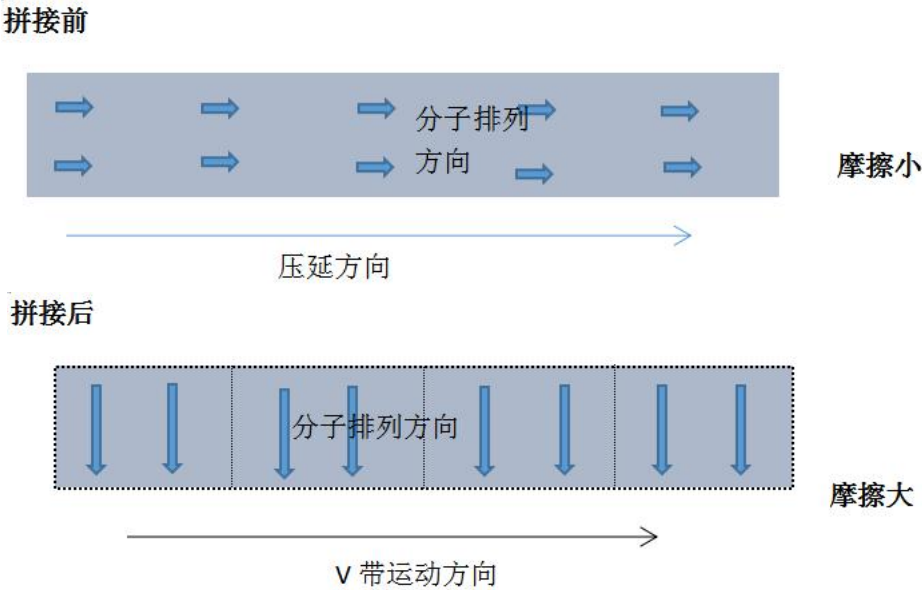 拼接前
分子排列
方向
摩擦小
压延方向
拼接后
分子排列方向
摩擦大
V 带运动方向